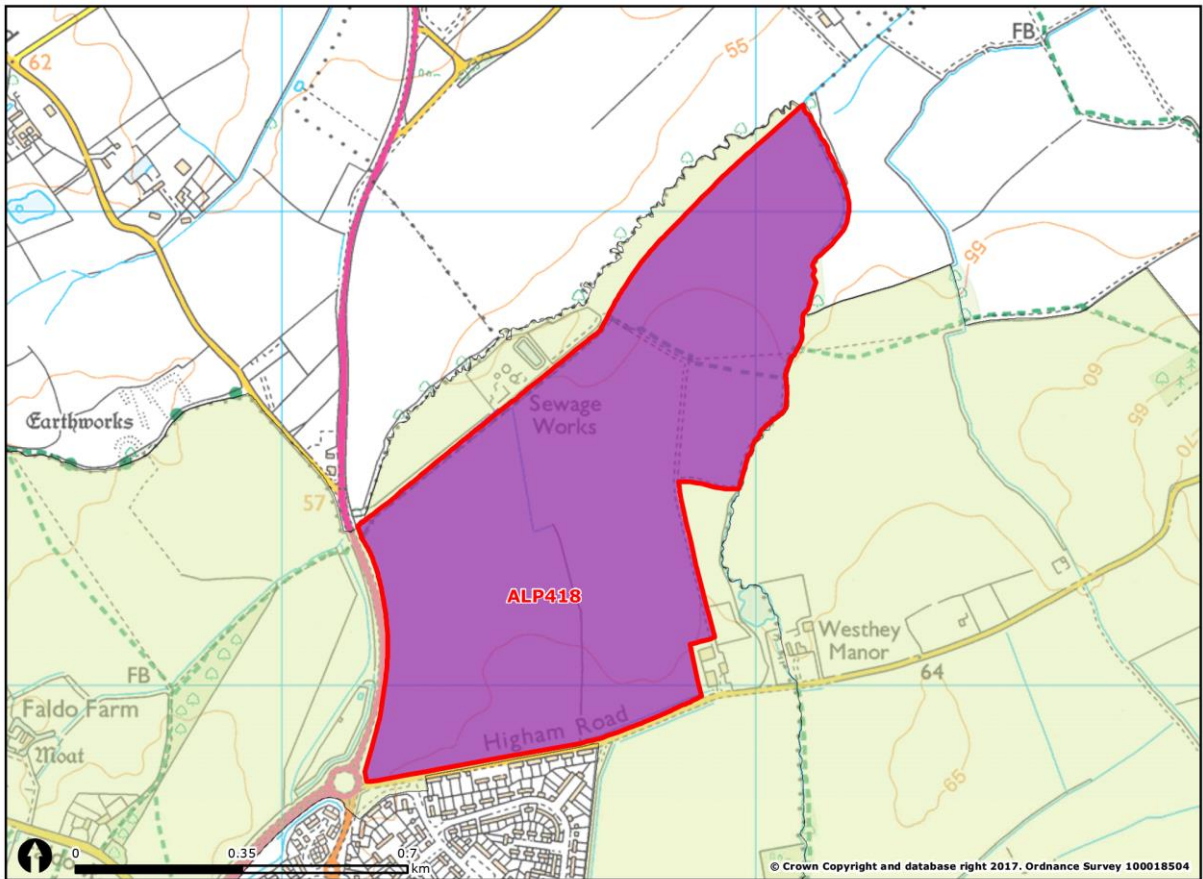 62
FB
55
55
60
65
70
Earthworks
Sewage
Works
57
ALP418
Westhey
Manor
64
FB
Faldo Farm
Moat
Higham Road
65
0
0.35
0.7
km
© Crown Copyright and database right 2017. Ordnance Survey 100018504